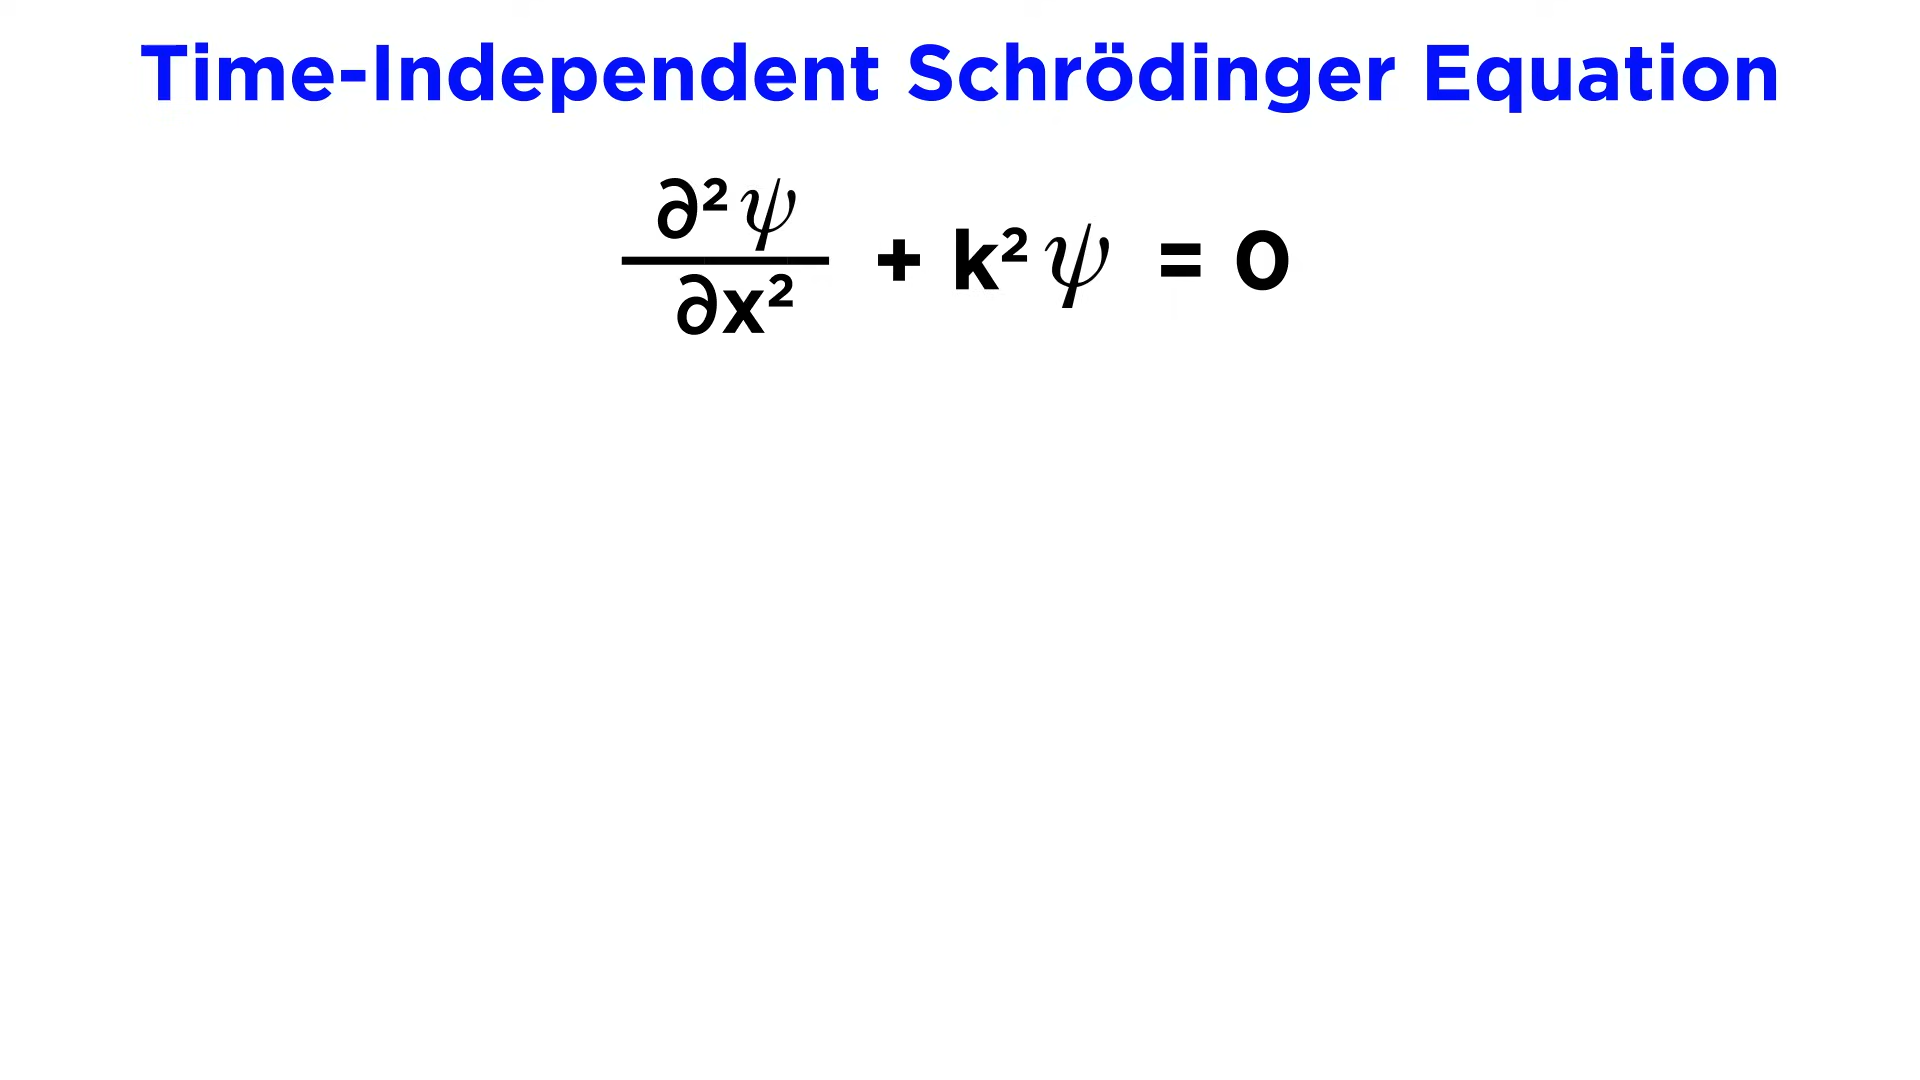 Time-Independent Schrödinger Equation
∂²ψ
∂x²
+ k²ψ = 0